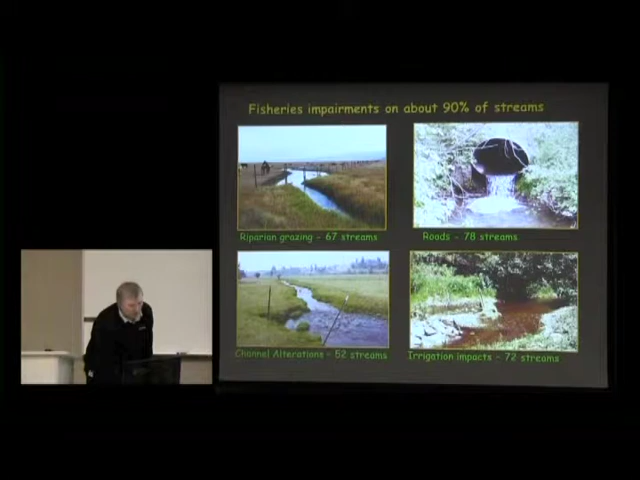 Fisheries impairments on about 90% of streams
Riparian grazing - 67 streams
Roads - 78 streams
Channel Alterations - 52 streams
Irrigation impacts - 72 streams